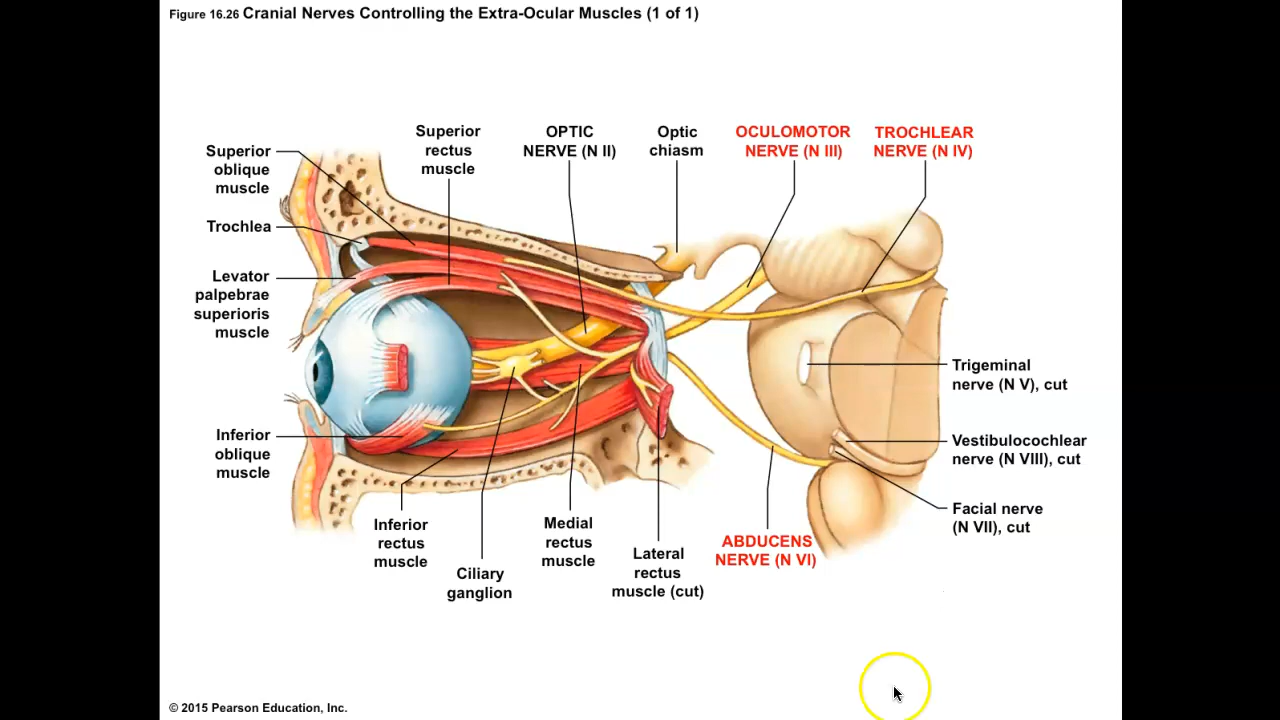 Figure 16.26 Cranial Nerves Controlling the Extra-Ocular Muscles (1 of 1)
Superior
oblique
muscle
Superior
rectus
muscle
OPTIC
NERVE (N II)
Optic
chiasm
OCULOMOTOR
NERVE (N III)
TROCHLEAR
NERVE (N IV)
Trochlea
Levator
palpebrae
superioris
muscle
Inferior
oblique
muscle
Trigeminal
nerve (N V), cut
Vestibulocochlear
nerve (N VIII), cut
Facial nerve
(N VII), cut
Inferior
rectus
muscle
Ciliary
ganglion
Medial
rectus
muscle
Lateral
rectus
muscle (cut)
ABDUCENS
NERVE (N VI)
© 2015 Pearson Education, Inc.